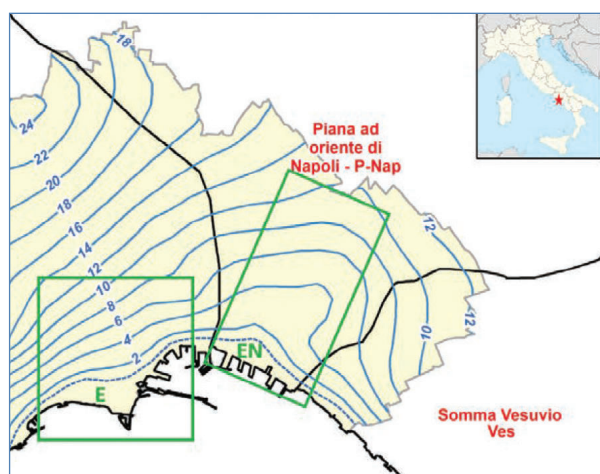 18
24
22
20
18
16
14
12
10
8
6
4
2
Piana ad
oriente di
Napoli - P-Nap
12
10
12
E
EN
Somma Vesuvio
Ves